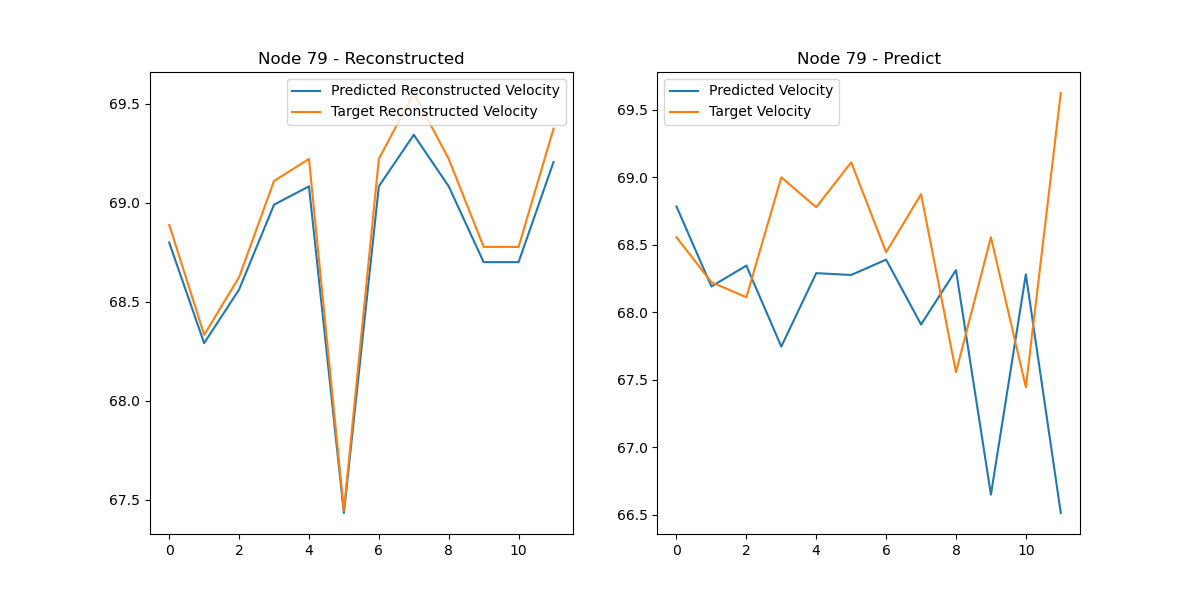 Node 79 - Reconstructed
Predicted Reconstructed Velocity
Target Reconstructed Velocity
69.5
69.0
68.5
68.0
67.5
0 2 4 6 8 10
Node 79 - Predict
Predicted Velocity
Target Velocity
69.5
69.0
68.5
68.0
67.5
67.0
66.5
0 2 4 6 8 10